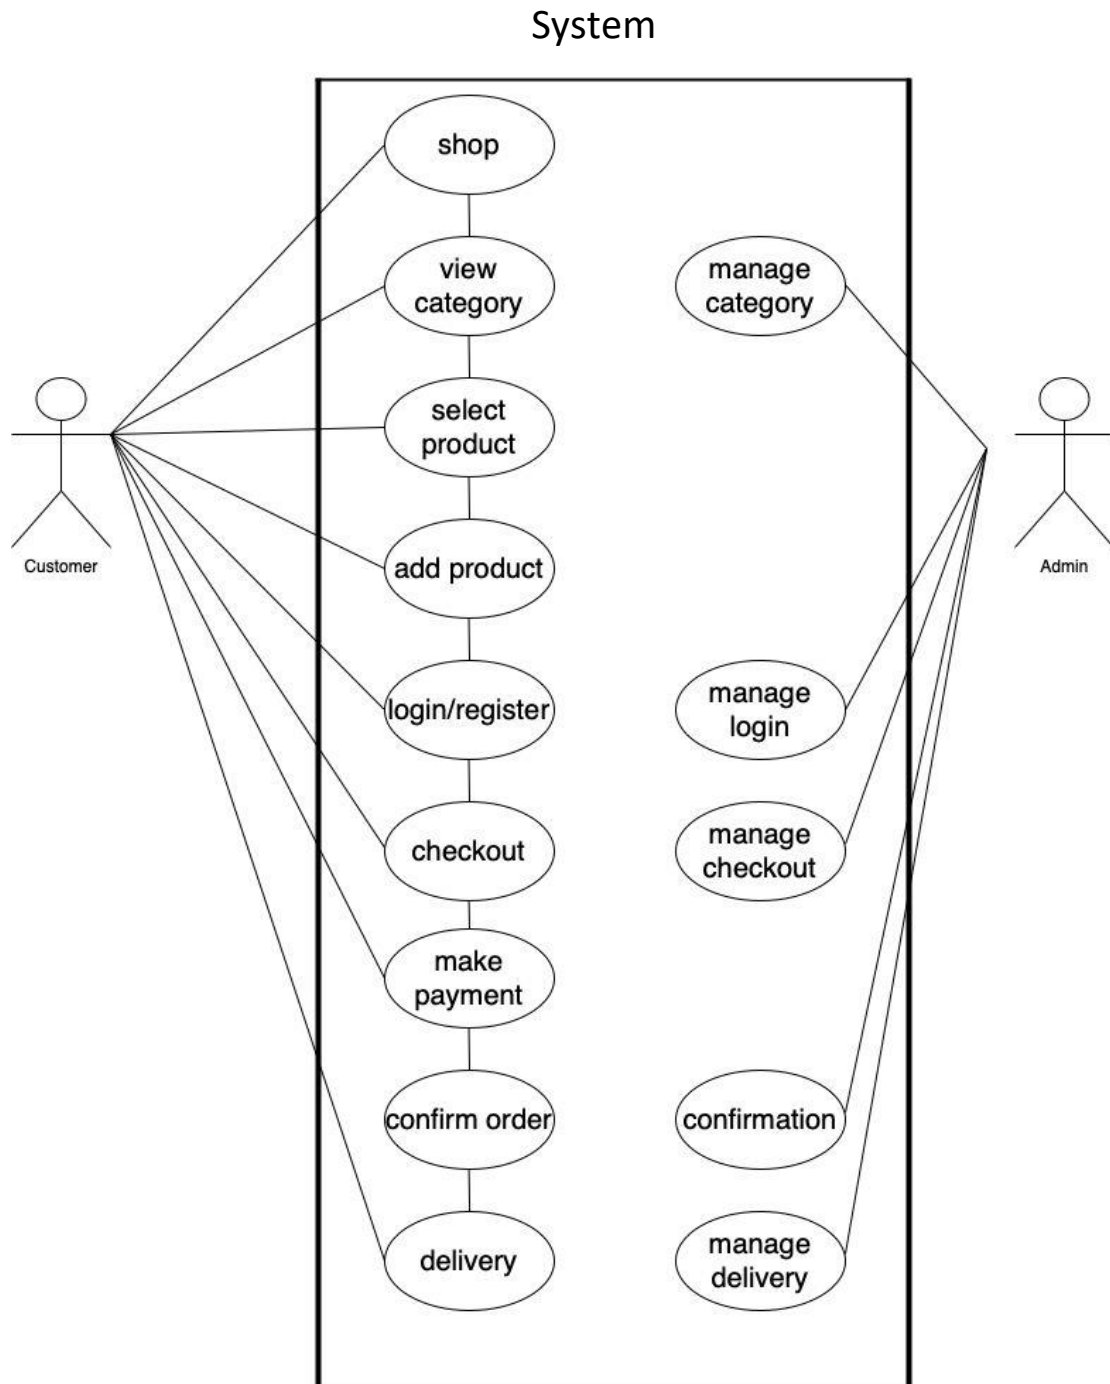 System
shop
view
category
manage
category
select
product
Customer
Admin
add product
login/register
manage
login
checkout
manage
checkout
make
payment
confirm order
confirmation
delivery
manage
delivery